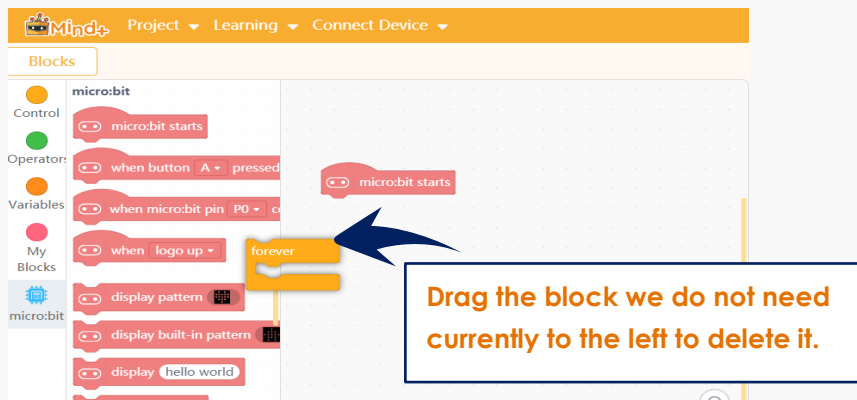 Mind+ Project Learning Connect Device
Blocks
micro:bit
Control
Operators
Variables
My
Blocks
micro:bit
micro:bit starts
when button A pressed
when micro:bit pin P0
when logo up
display pattern
display built-in pattern
display hello world
micro:bit starts
forever
Drag the block we do not need
currently to the left to delete it.